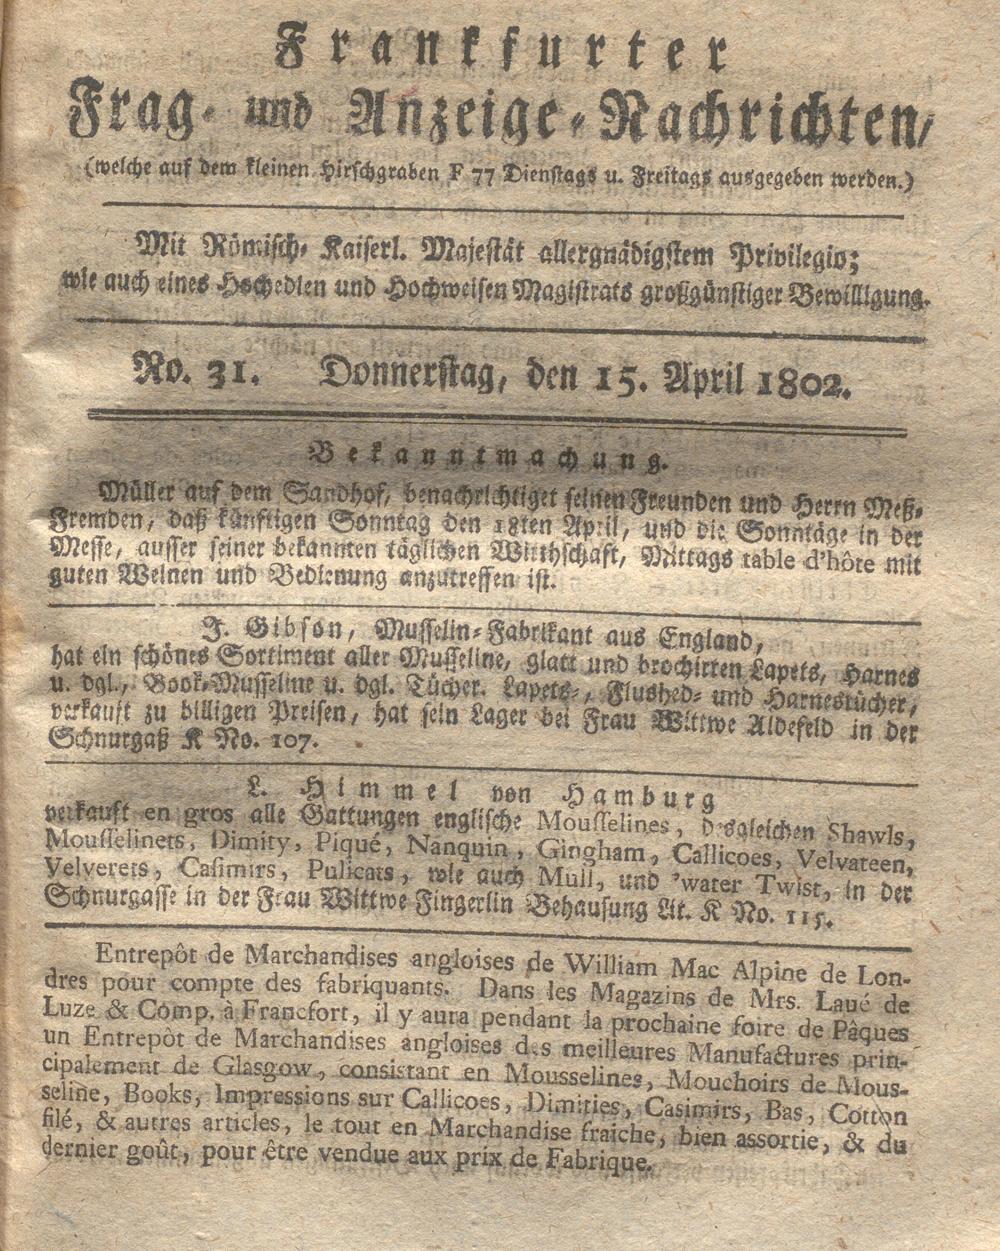 Frankfurter
Frag- und Anzeige-Nachrichten,
(welche auf dem kleinen Hirschgraben F 77 Dienstags u. Freitags ausgegeben werden.)
Mit Römisch-Kaiserl. Majestät allergnädigstem Privilegio;
wie auch eines Hochedlen und Hochweisen Magistrats großgünstiger Bewilligung.
No. 31. Donnerstag, den 15. April 1802.
Bekanntmachung.
Müller auf dem Sandhof, benachrichtiget seinen Freunden und Herrn Meß-
Fremden, daß künftigen Sonntag den 18ten April, und die Sonntäge in der
Messe, ausser seiner bekannten täglichen Wirthschaft, Mittags table d'hôte mit
guten Weinen und Bedienung anzutreffen ist.
J. Gibson, Musselin-Fabrikant aus England,
hat ein schönes Sortiment aller Musseline, glatt und brochirten Lapets, Harnes
u. dgl., Book-Musseline u. dgl. Tücher. Lapets-, Flushed- und Harnestücher,
verkauft zu billigen Preisen, hat sein Lager bei Frau Wittwe Aldefeld in der
Schnurgaß K No. 107.
L. Himmel von Hamburg
verkauft en gros alle Gattungen englische Mousselines, desgleichen Shawls,
Mousselinets, Dimity, Piqué, Nanquin, Gingham, Callicoes, Velvateen,
Velverets, Casimirs, Pulicats, wie auch Mull, und 'water Twist, in der
Schnurgasse in der Frau Wittwe Fingerlin Behausung Lit. K No. 115.
Entrepôt de Marchandises angloises de William Mac Alpine de Lon-
dres pour compte des fabriquants. Dans les Magazins de Mrs. Laué de
Luze & Comp. à Francfort, il y aura pendant la prochaine foire de Pâques
un Entrepôt de Marchandises angloises des meilleures Manufactures prin-
cipalement de Glasgow, consistant en Mousselines, Mouchoirs de Mous-
seline, Books, Impressions sur Callicoes, Dimities, Casimirs, Bas, Cotton
filé, & autres articles, le tout en Marchandise fraiche, bien assortie, & du
dernier goût, pour être vendue aux prix de Fabrique.